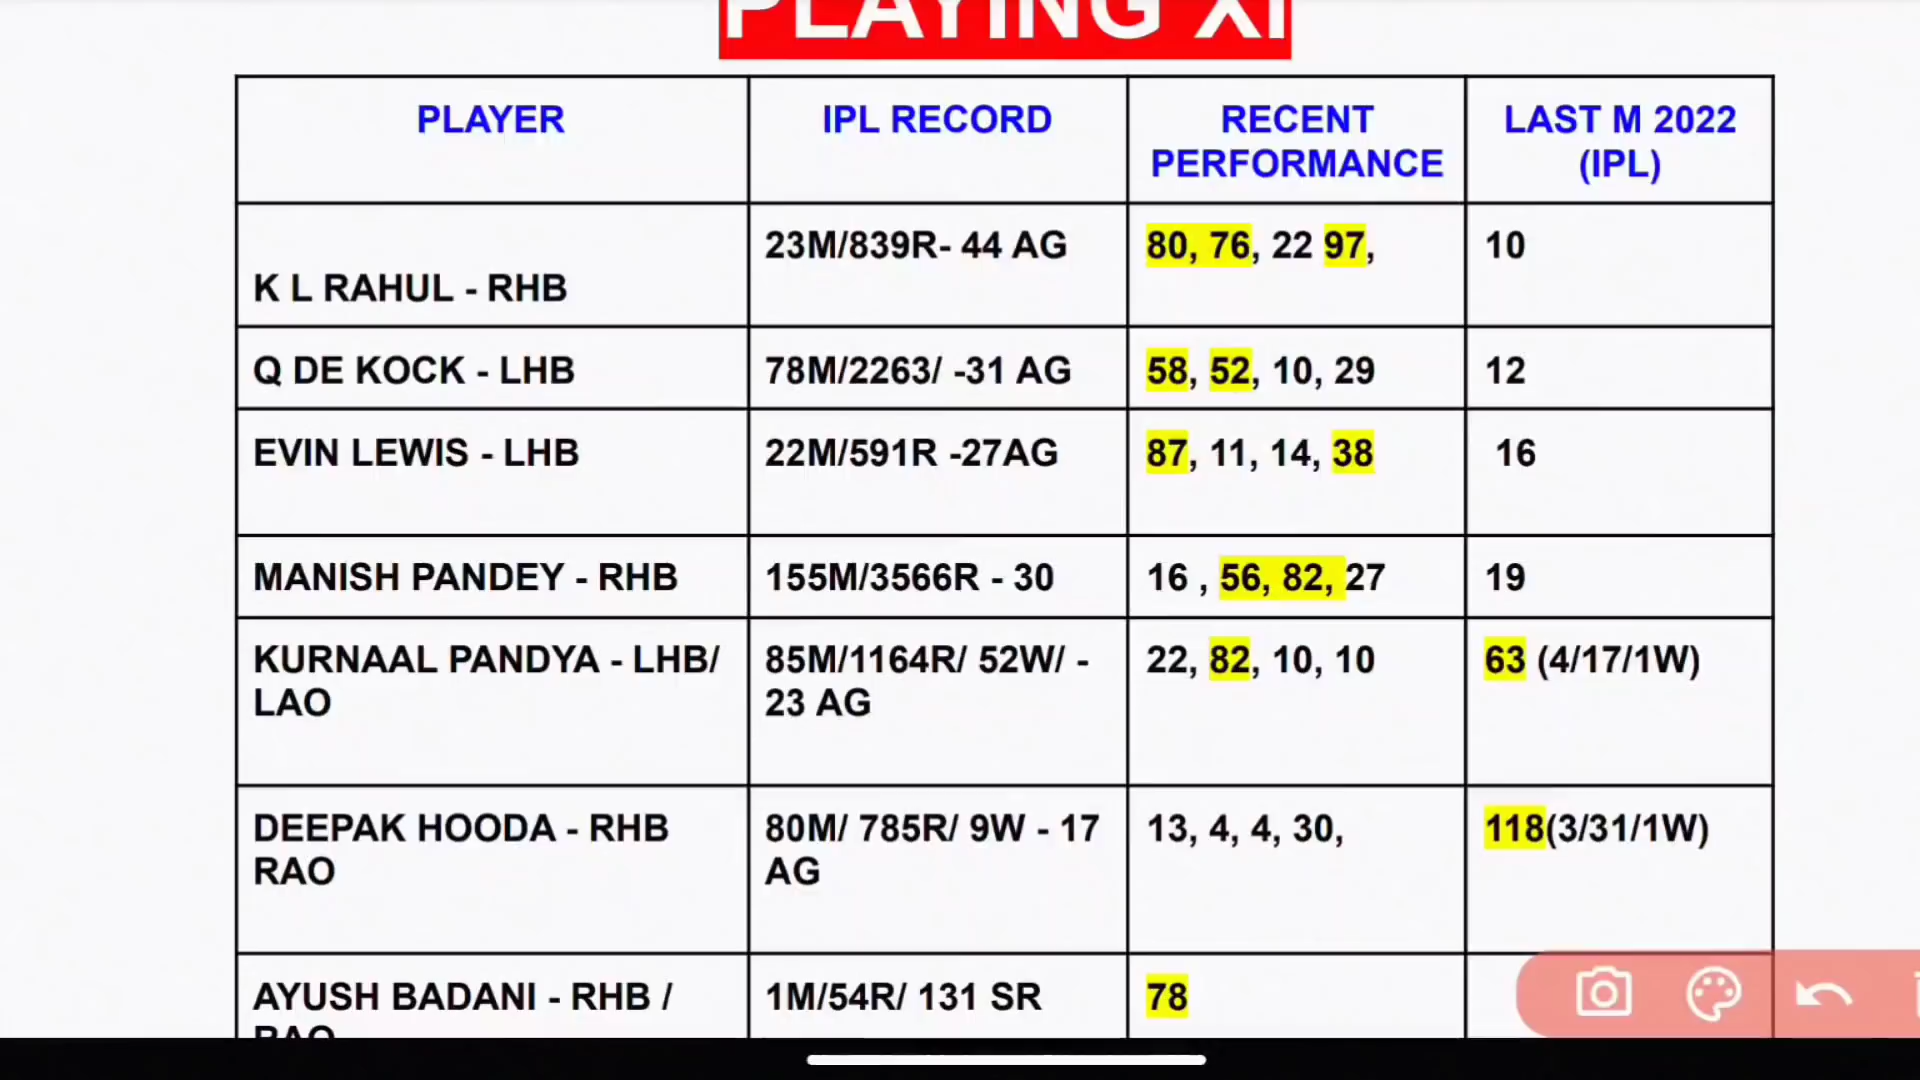 PLAYING XI
PLAYER
IPL RECORD
RECENT
PERFORMANCE
LAST M 2022
(IPL)
K L RAHUL - RHB
23M/839R- 44 AG
80, 76, 22 97,
10
Q DE KOCK - LHB
78M/2263/ -31 AG
58, 52, 10, 29
12
EVIN LEWIS - LHB
22M/591R -27AG
87, 11, 14, 38
16
MANISH PANDEY - RHB
155M/3566R - 30
16 , 56, 82, 27
19
KURNAAL PANDYA - LHB/
LAO
85M/1164R/ 52W/ -
23 AG
22, 82, 10, 10
63 (4/17/1W)
DEEPAK HOODA - RHB
RAO
80M/ 785R/ 9W - 17
AG
13, 4, 4, 30,
118(3/31/1W)
AYUSH BADANI - RHB /
RAO
1M/54R/ 131 SR
78